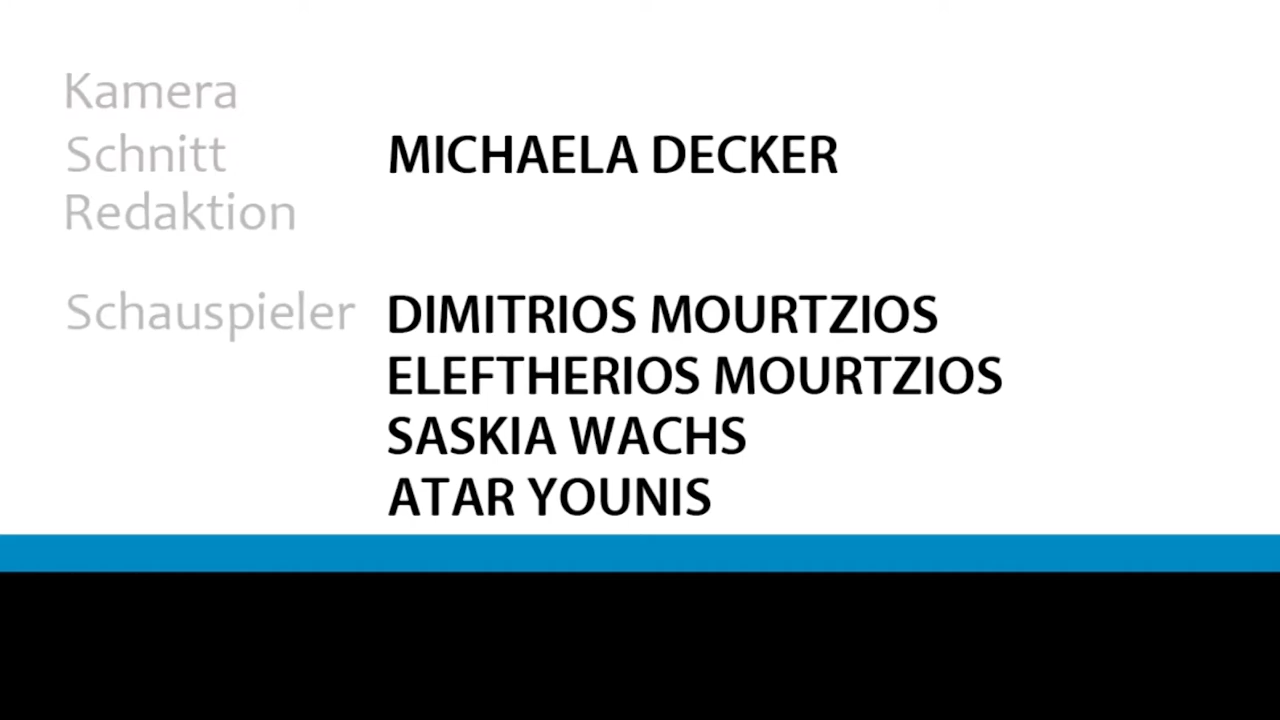 Kamera
Schnitt MICHAELA DECKER
Redaktion
Schauspieler DIMITRIOS MOURTZIOS
ELEFTHERIOS MOURTZIOS
SASKIA WACHS
ATAR YOUNIS